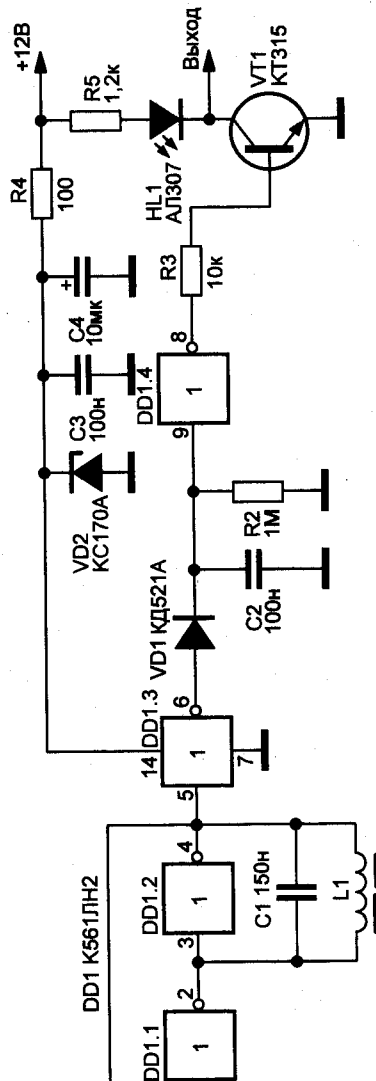 +12В
R5
1,2к
Выход
VT1
КТ315
R4
100
HL1
АЛ307
R3
10к
+
C4
10мк
C3
100н
VD2
КС170А
8
DD1.4
1
9
R2
1М
C2
100н
VD1 КД521А
6
DD1.3
14
1
7
5
DD1 К561ЛН2
4
DD1.2
1
3
C1 150н
L1
2
DD1.1
1